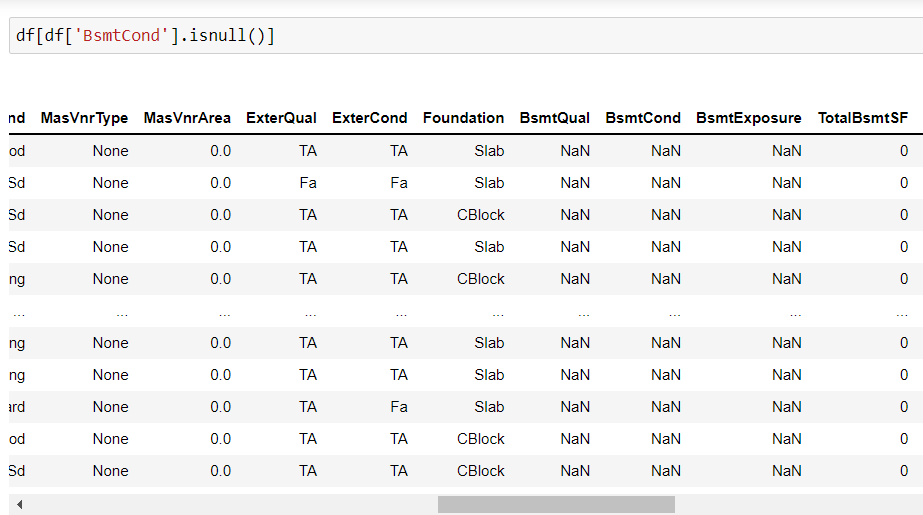 df[df['BsmtCond'].isnull()]
nd MasVnrType MasVnrArea ExterQual ExterCond Foundation BsmtQual BsmtCond BsmtExposure TotalBsmtSF
od None 0.0 TA TA Slab NaN NaN NaN 0
Sd None 0.0 Fa Fa Slab NaN NaN NaN 0
Sd None 0.0 TA TA CBlock NaN NaN NaN 0
Sd None 0.0 TA TA Slab NaN NaN NaN 0
ng None 0.0 TA TA CBlock NaN NaN NaN 0
... ... ... ... ... ... ... ... ... ...
ng None 0.0 TA TA Slab NaN NaN NaN 0
ng None 0.0 TA TA Slab NaN NaN NaN 0
ard None 0.0 TA Fa Slab NaN NaN NaN 0
od None 0.0 TA TA CBlock NaN NaN NaN 0
Sd None 0.0 TA TA CBlock NaN NaN NaN 0